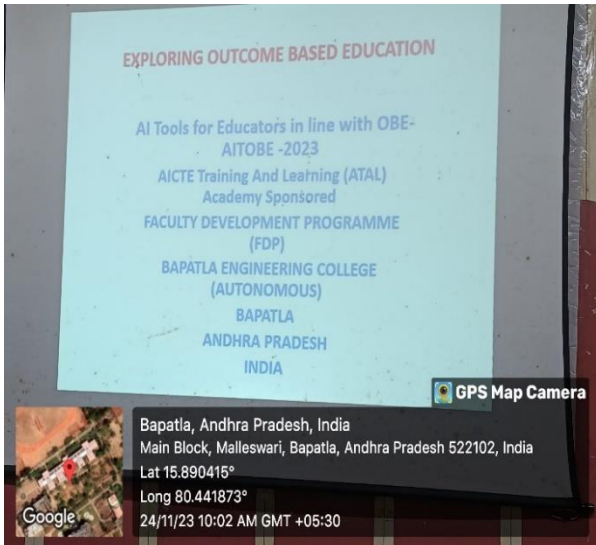 EXPLORING OUTCOME BASED EDUCATION
AI Tools for Educators in line with OBE-
AITOBE -2023
AICTE Training And Learning (ATAL)
Academy Sponsored
FACULTY DEVELOPMENT PROGRAMME
(FDP)
BAPATLA ENGINEERING COLLEGE
(AUTONOMOUS)
BAPATLA
ANDHRA PRADESH
INDIA
GPS Map Camera
Bapatla, Andhra Pradesh, India
Main Block, Malleswari, Bapatla, Andhra Pradesh 522102, India
Lat 15.890415°
Long 80.441873°
24/11/23 10:02 AM GMT +05:30
Google